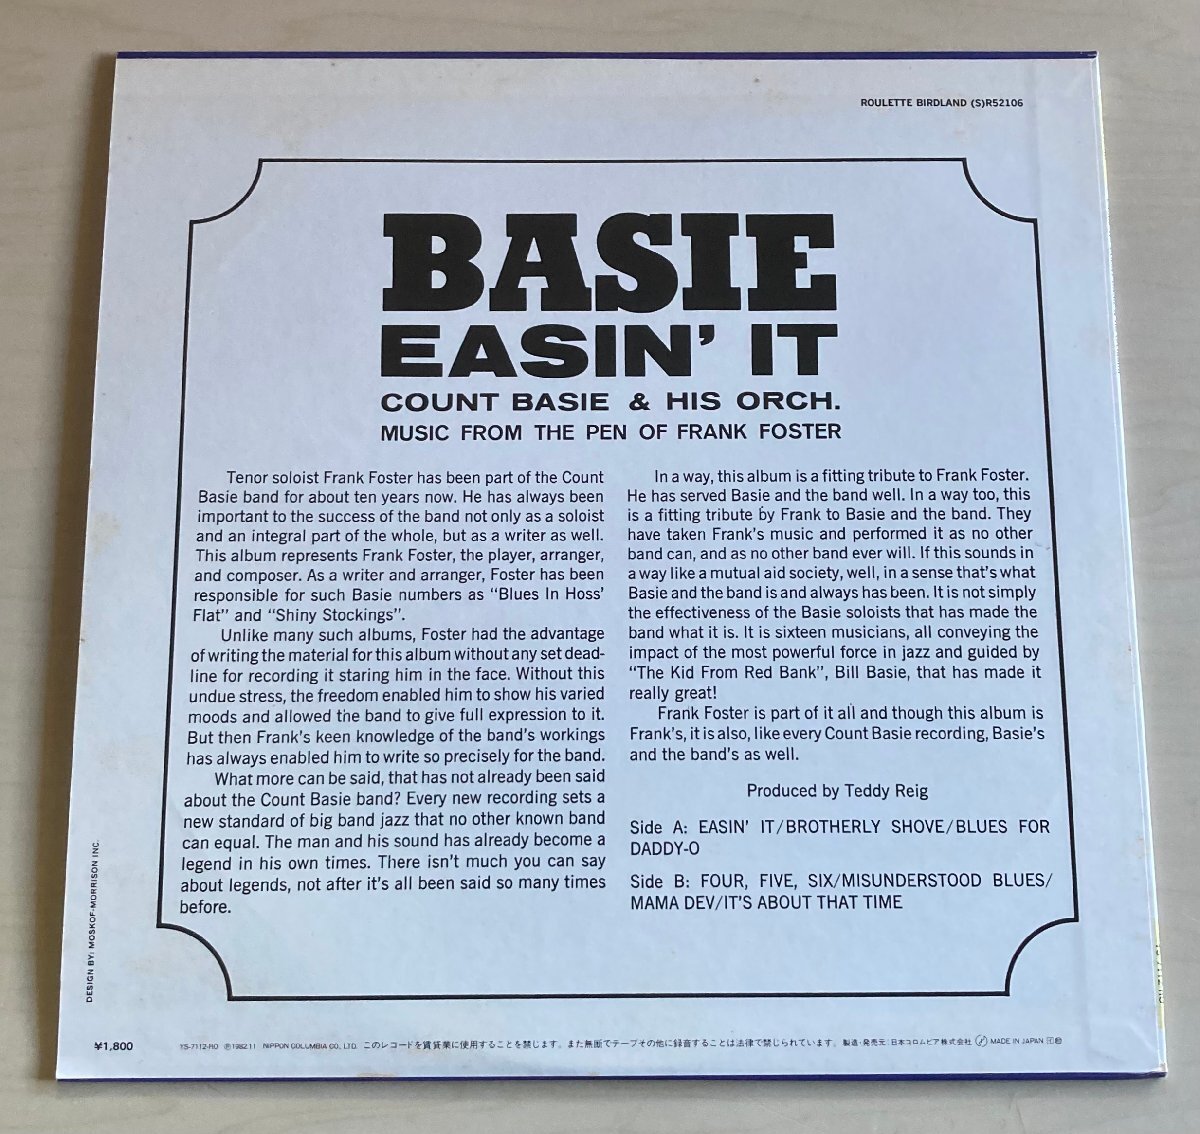 ROULETTE BIRDLAND (S)R52106
BASIE
EASIN' IT
COUNT BASIE & HIS ORCH.
MUSIC FROM THE PEN OF FRANK FOSTER
Tenor soloist Frank Foster has been part of the Count
Basie band for about ten years now. He has always been
important to the success of the band not only as a soloist
and an integral part of the whole, but as a writer as well.
This album represents Frank Foster, the player, arranger,
and composer. As a writer and arranger, Foster has been
responsible for such Basie numbers as “Blues In Hoss'
Flat” and “Shiny Stockings”.
Unlike many such albums, Foster had the advantage
of writing the material for this album without any set dead-
line for recording it staring him in the face. Without this
undue stress, the freedom enabled him to show his varied
moods and allowed the band to give full expression to it.
But then Frank's keen knowledge of the band's workings
has always enabled him to write so precisely for the band.
What more can be said, that has not already been said
about the Count Basie band? Every new recording sets a
new standard of big band jazz that no other known band
can equal. The man and his sound has already become a
legend in his own times. There isn't much you can say
about legends, not after it's all been said so many times
before.
In a way, this album is a fitting tribute to Frank Foster.
He has served Basie and the band well. In a way too, this
is a fitting tribute by Frank to Basie and the band. They
have taken Frank's music and performed it as no other
band can, and as no other band ever will. If this sounds in
a way like a mutual aid society, well, in a sense that's what
Basie and the band is and always has been. It is not simply
the effectiveness of the Basie soloists that has made the
band what it is. It is sixteen musicians, all conveying the
impact of the most powerful force in jazz and guided by
“The Kid From Red Bank”, Bill Basie, that has made it
really great!
Frank Foster is part of it all and though this album is
Frank's, it is also, like every Count Basie recording, Basie's
and the band's as well.
Produced by Teddy Reig
Side A: EASIN' IT/BROTHERLY SHOVE/BLUES FOR
DADDY-O
Side B: FOUR, FIVE, SIX/MISUNDERSTOOD BLUES/
MAMA DEV/IT'S ABOUT THAT TIME
DESIGN BY: MOSKOF-MORRISON INC.
¥1,800
YS-7112-RO ℗1982.11 NIPPON COLUMBIA CO., LTD. このレコードを賃貸業に使用することを禁じます。また無断でテープその他に録音することは法律で禁じられています。 製造・発売元:日本コロムビア株式会社 MADE IN JAPAN